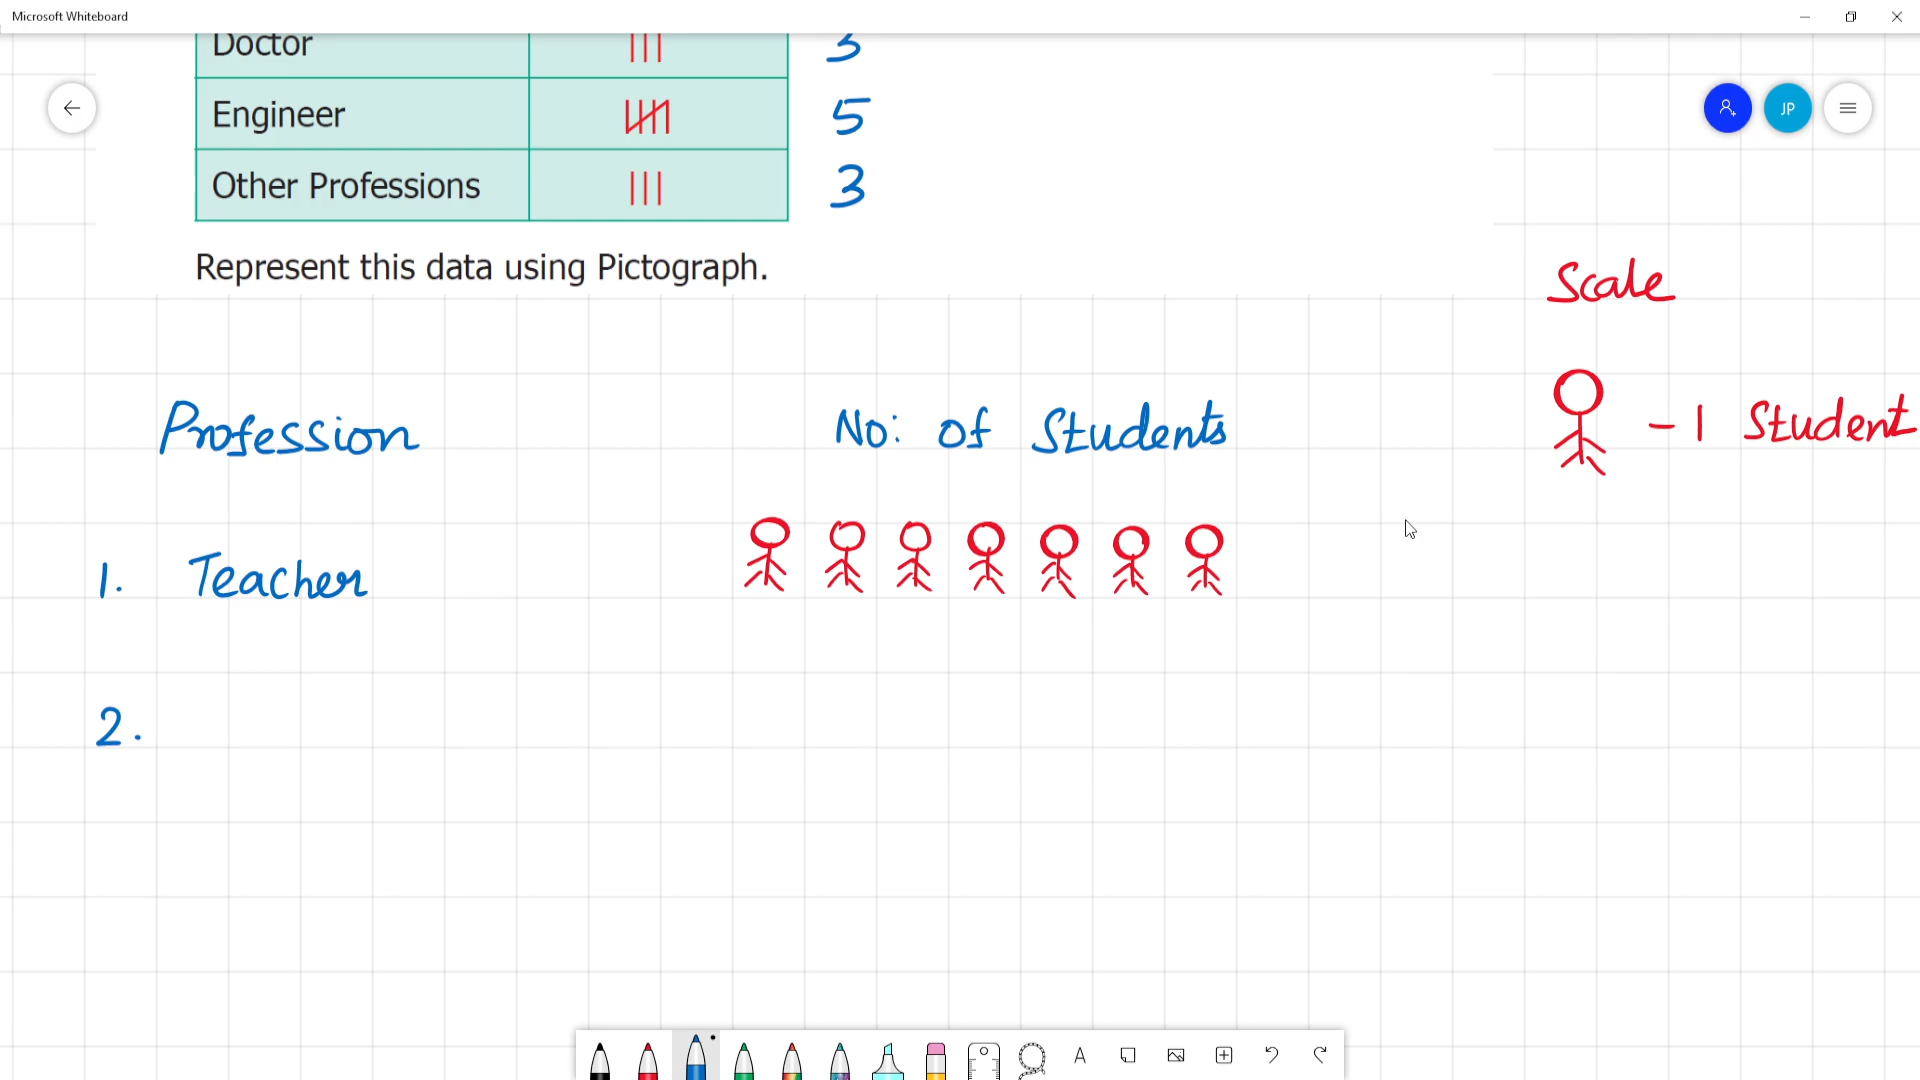 Microsoft Whiteboard
Doctor ||| 3
Engineer 5
Other Professions ||| 3
Represent this data using Pictograph.
JP
Scale
Profession No: of Students
- 1 Student
1. Teacher
2.
A